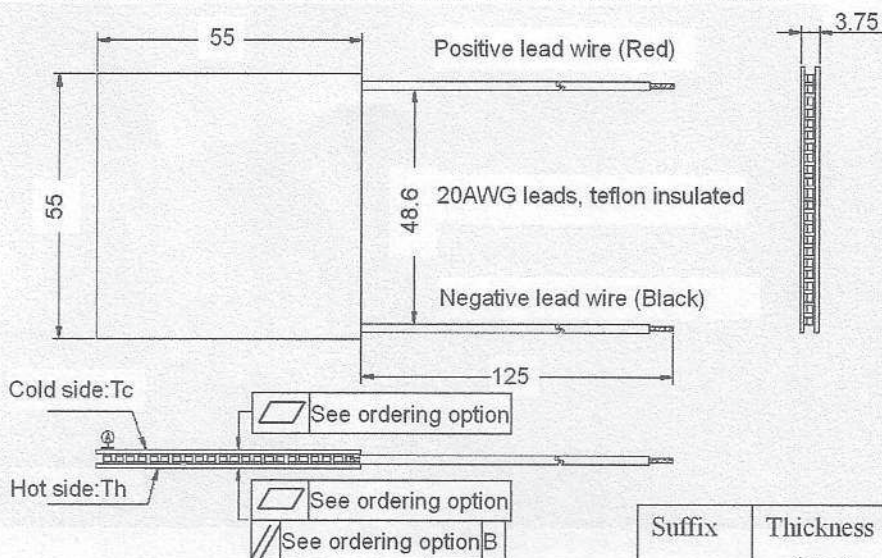 55
Positive lead wire (Red)
3.75
55
48.6
20AWG leads, teflon insulated
Negative lead wire (Black)
125
Cold side:Tc
See ordering option
A
Hot side:Th
See ordering option
See ordering option B
Suffix Thickness